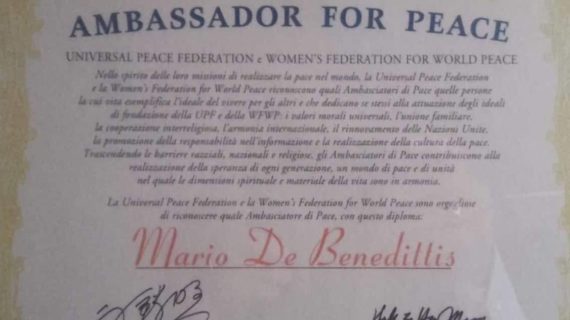 AMBASSADOR FOR PEACE
UNIVERSAL PEACE FEDERATION e WOMEN'S FEDERATION FOR WORLD PEACE
Nello spirito delle loro missioni di realizzare la pace nel mondo, la Universal Peace Federation
e la Women's Federation for World Peace riconoscono quali Ambasciatori di Pace quelle persone
la cui vita esemplifica l'ideale del vivere per gli altri e che dedicano se stessi alla attuazione degli ideali
di fondazione della UPF e della WFWP: i valori morali universali, l'unione familiare,
la cooperazione interreligiosa, l'armonia internazionale, il rinnovamento delle Nazioni Unite,
la promozione della responsabilità nell'informazione e la realizzazione della cultura della pace.
Trascendendo le barriere razziali, nazionali o religiose, gli Ambasciatori di Pace contribuiscono alla
realizzazione della speranza di ogni generazione, un mondo di pace e di unità
nel quale le dimensioni spirituale e materiale della vita sono in armonia.
La Universal Peace Federation e la Women's Federation for World Peace sono orgogliose
di riconoscere quale Ambasciatore di Pace, con questo diploma:
Mario De Benedittis